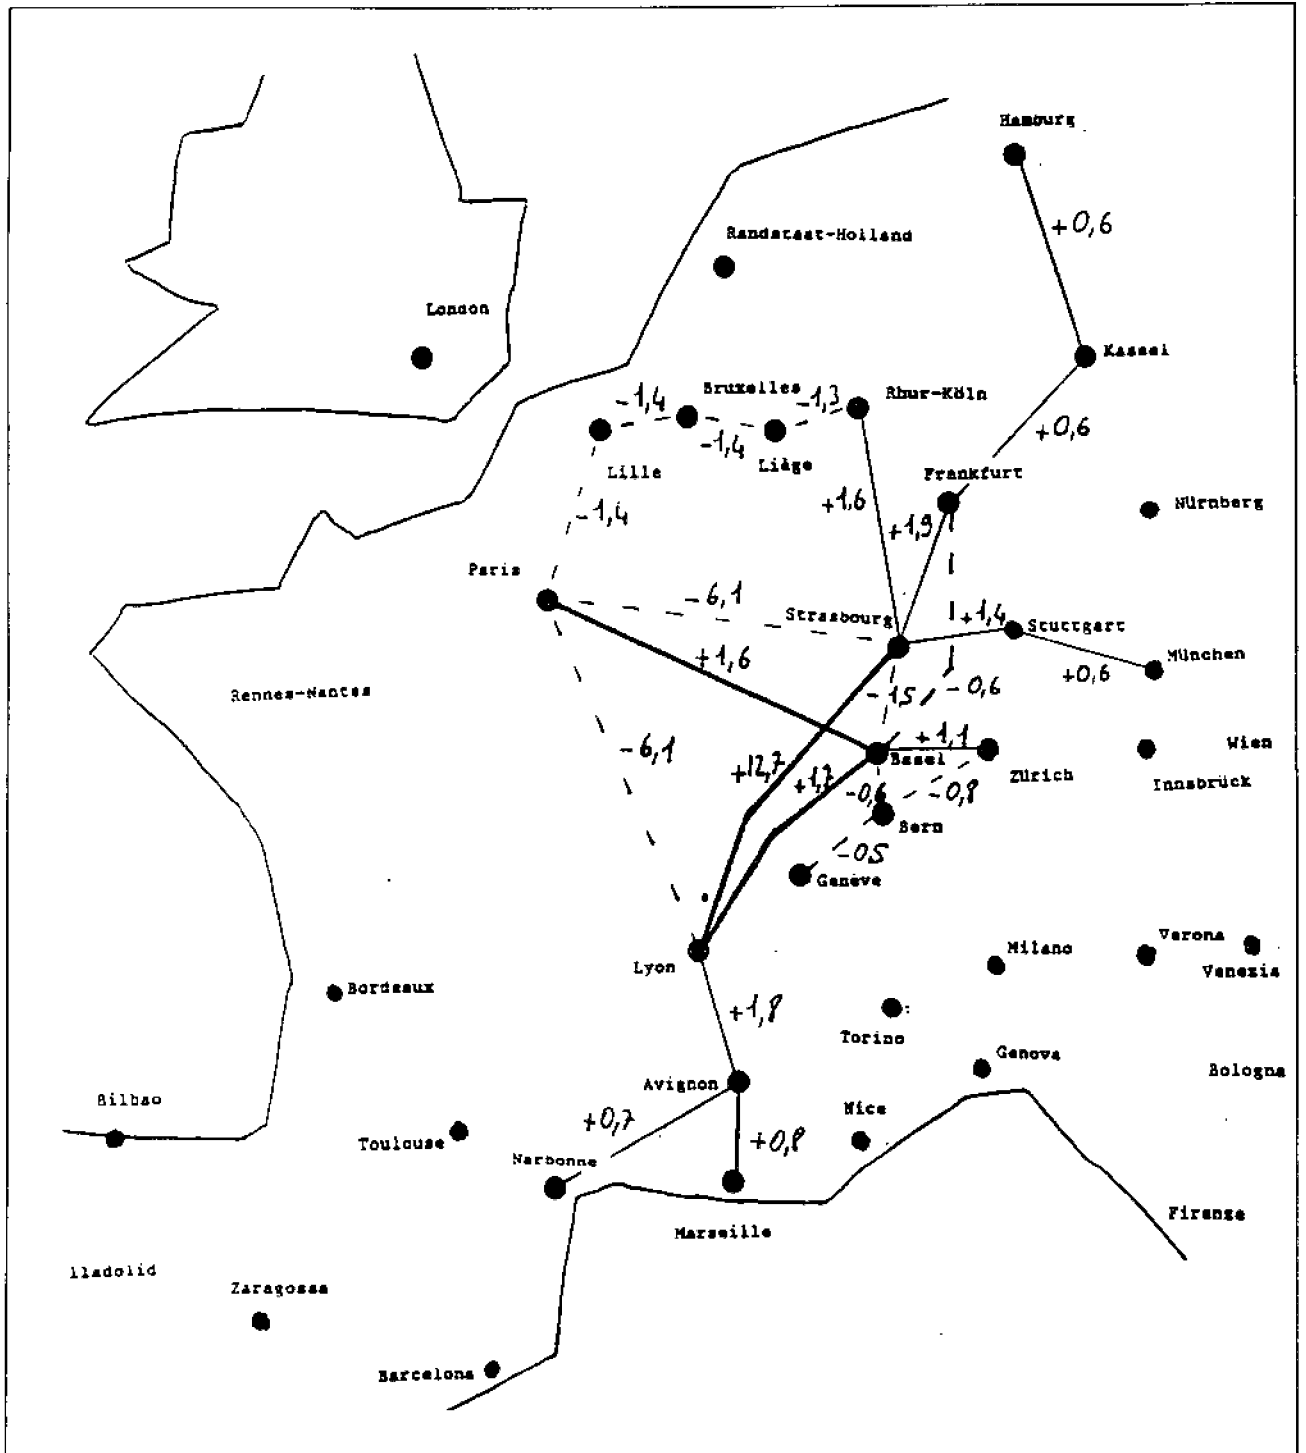 Hamburg
+0,6
Randstaat-Holland
London
Kassel
Bruxelles
-1,3
Rhur-Köln
-1,4
+0,6
-1,4
Liège
Lille
Frankfurt
+1,6
Nürnberg
-1,4
+1,9
Paris
-6,1
Strasbourg
+1,4
Stuttgart
+1,6
München
+0,6
Rennes-Nantes
-1,5
-0,6
-6,1
+1,1
Wien
Basel
+12,7
Zürich
+1,7
-0,6
-0,8
Innsbrück
Bern
-0,5
Genève
Verona
Milano
Lyon
Venezia
Bordeaux
+1,8
Torino
Genova
Avignon
Bologna
Bilbao
Nice
+0,7
Toulouse
+0,8
Narbonne
Firenze
Marseille
lladolid
Zaragossa
Barcelona